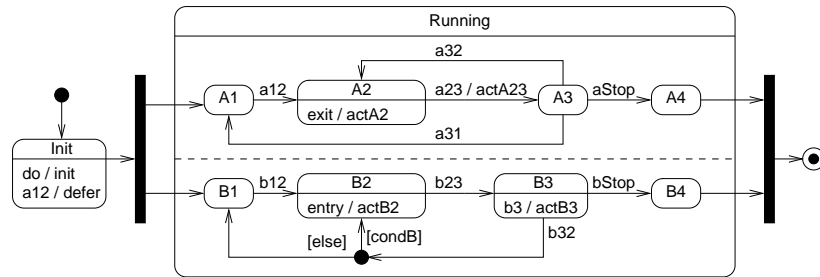 Running
a32
A1
a12
A2
exit / actA2
a23 / actA23
A3
aStop
A4
a31
Init
do / init
a12 / defer
B1
b12
B2
entry / actB2
b23
B3
b3 / actB3
bStop
B4
[else]
[condB]
b32